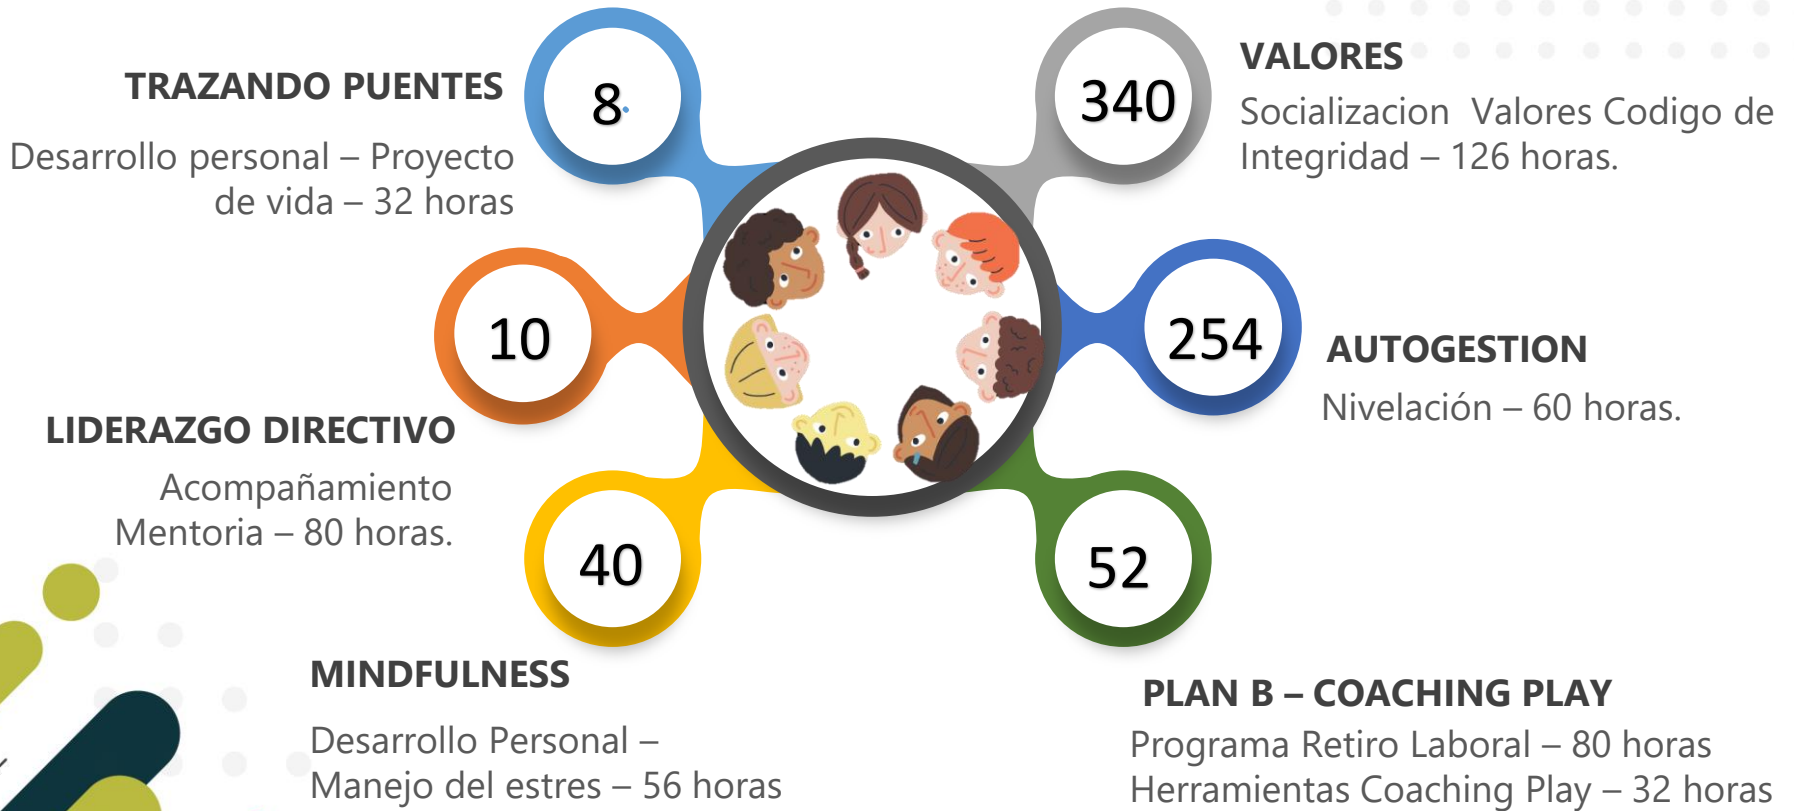 TRAZANDO PUENTES
Desarrollo personal – Proyecto
de vida – 32 horas
8.
10
LIDERAZGO DIRECTIVO
Acompañamiento
Mentoria – 80 horas.
40
MINDFULNESS
Desarrollo Personal –
Manejo del estres – 56 horas
340
VALORES
Socializacion  Valores Codigo de
Integridad – 126 horas.
254
AUTOGESTION
Nivelación – 60 horas.
52
PLAN B – COACHING PLAY
Programa Retiro Laboral – 80 horas
Herramientas Coaching Play – 32 horas